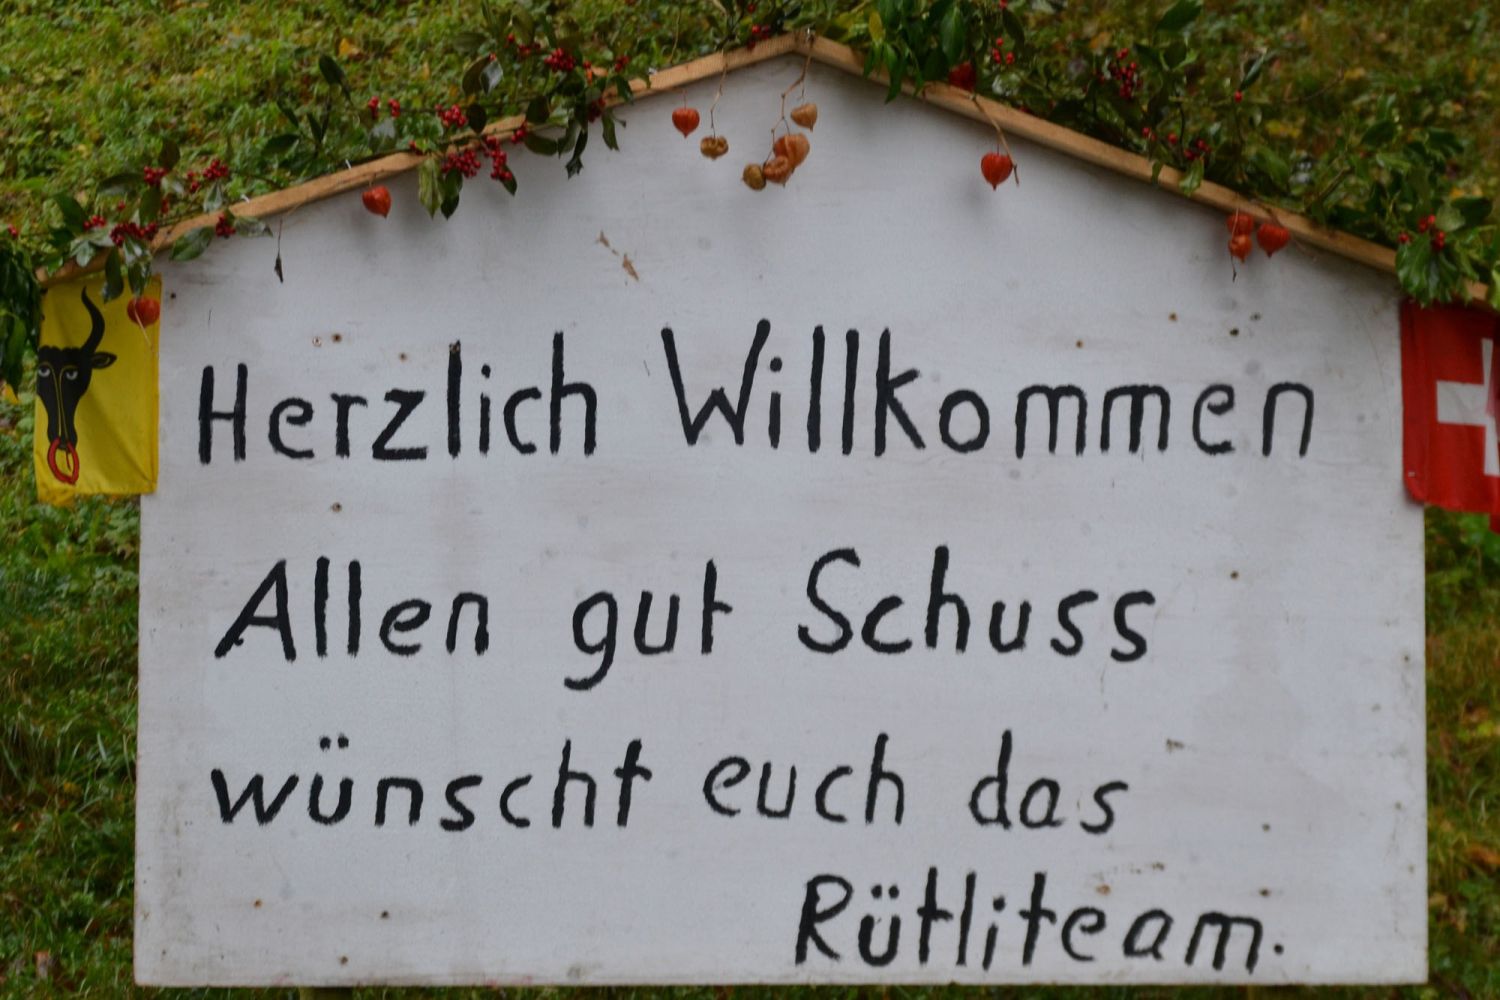 Herzlich Willkommen
Allen gut Schuss
wünscht euch das
Rütliteam.